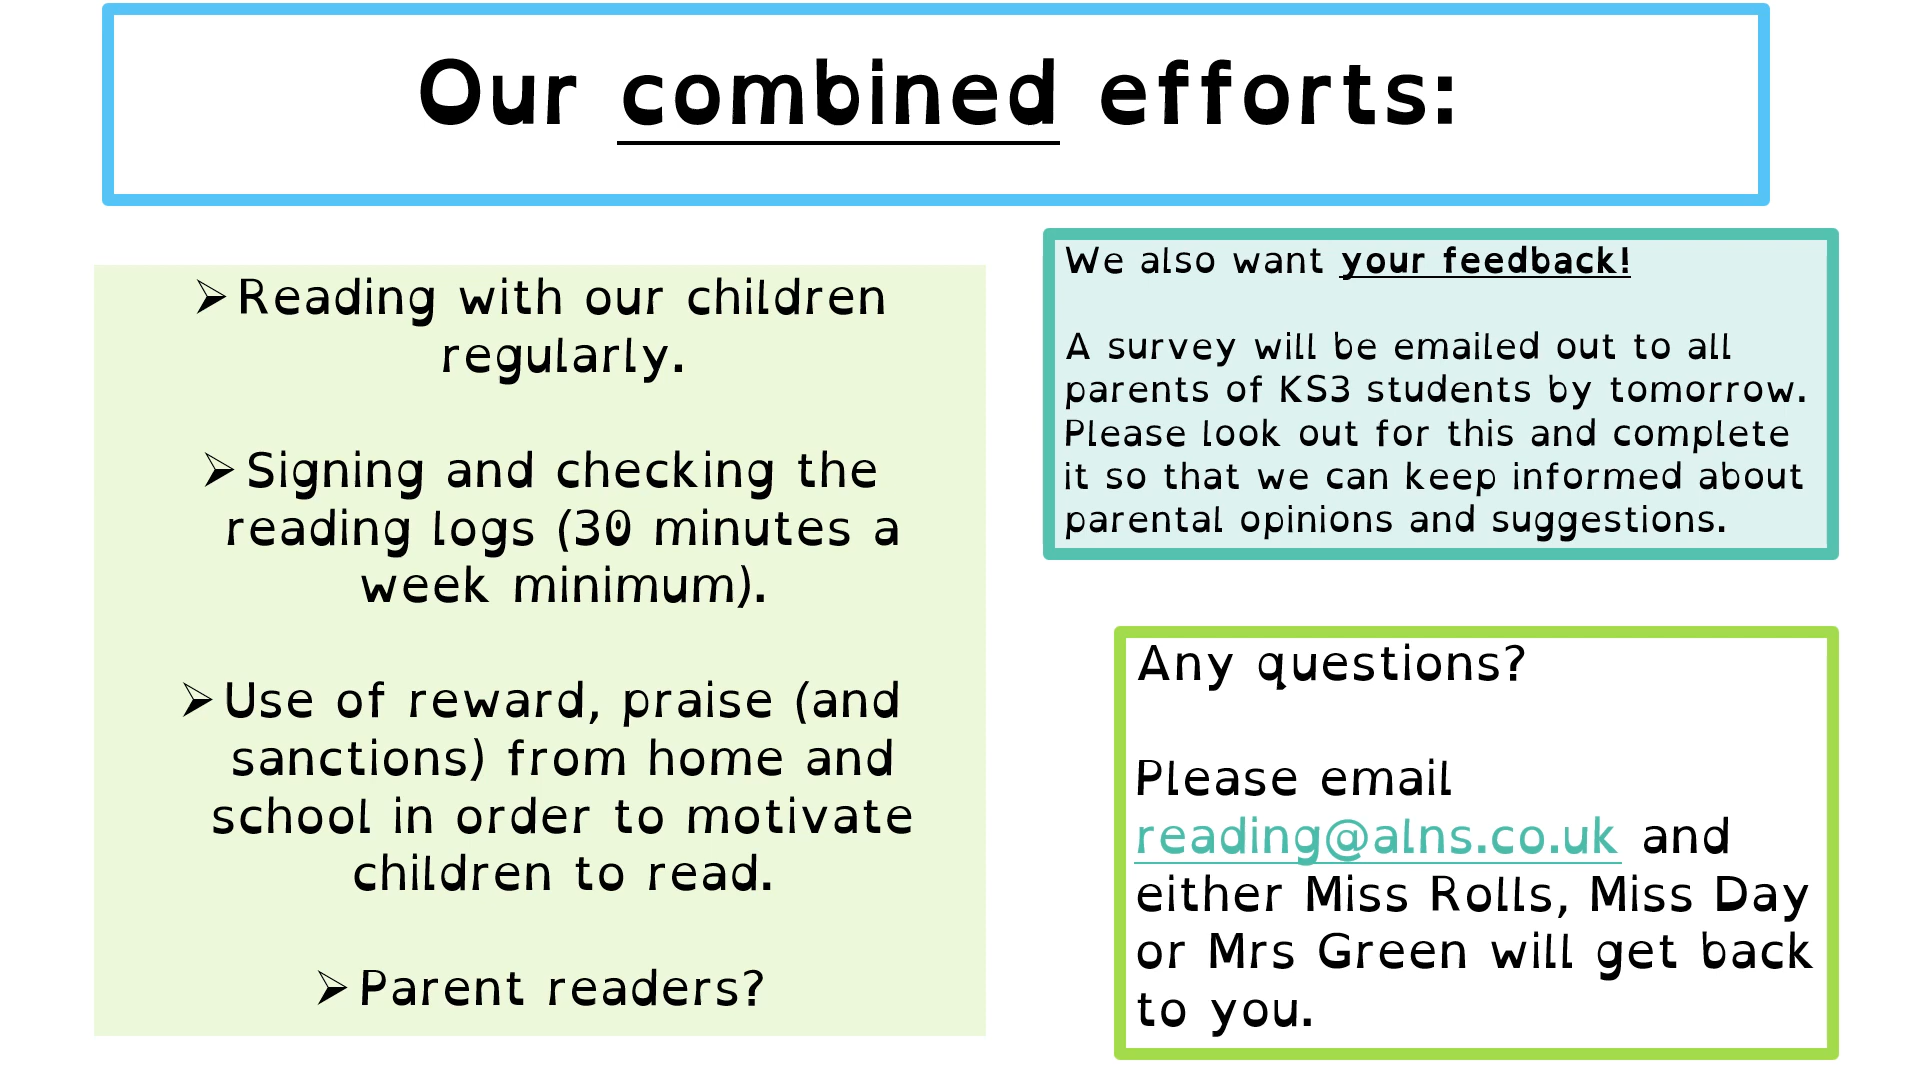 Our combined efforts:
➢Reading with our children
regularly.
➢Signing and checking the
reading logs (30 minutes a
week minimum).
➢Use of reward, praise (and
sanctions) from home and
school in order to motivate
children to read.
➢Parent readers?
We also want your feedback!
A survey will be emailed out to all
parents of KS3 students by tomorrow.
Please look out for this and complete
it so that we can keep informed about
parental opinions and suggestions.
Any questions?
Please email
reading@alns.co.uk and
either Miss Rolls, Miss Day
or Mrs Green will get back
to you.